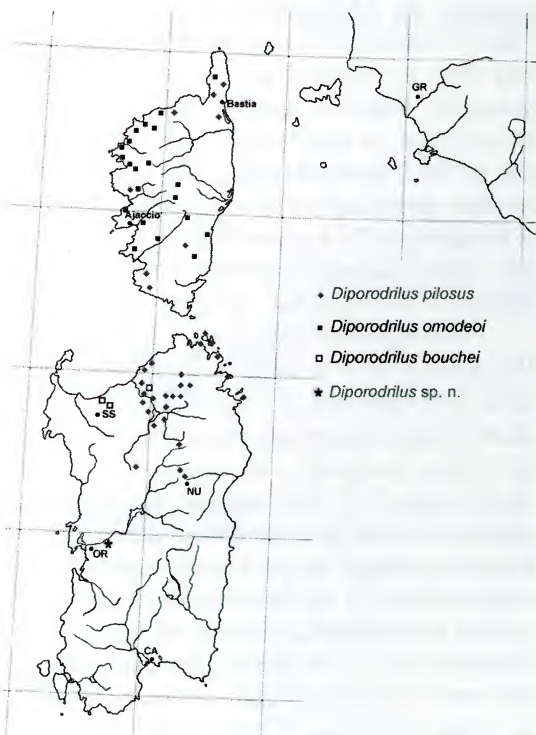 GR
Bastia
Ajaccio
Diporodrilus pilosus
Diporodrilus omodeoi
Diporodrilus bouchei
Diporodrilus sp. n.
SS
NU
OR
CA